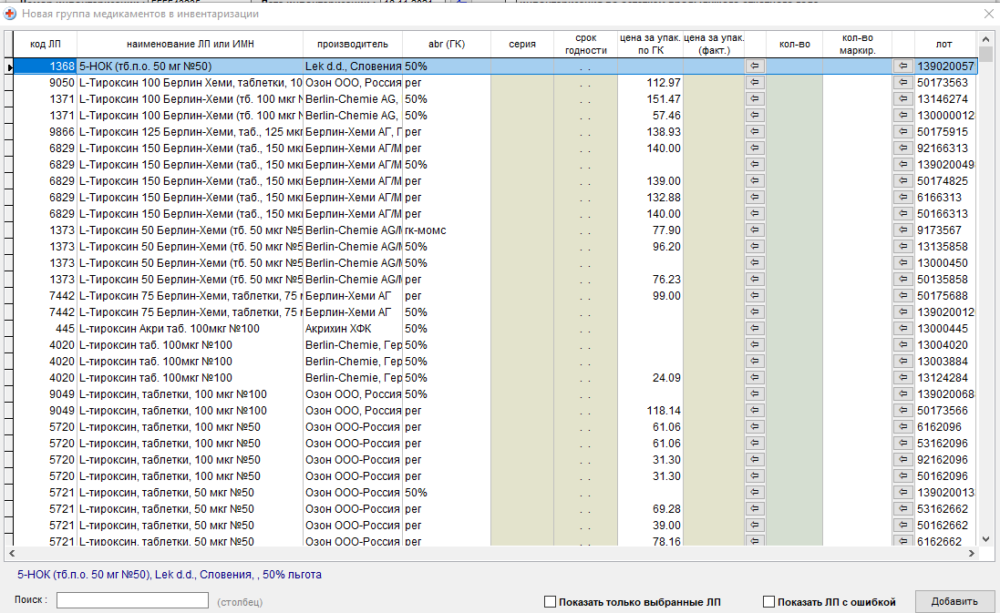 Новая группа медикаментов в инвентаризации
код ЛП наименование ЛП или ИМН производитель abr (ГК) серия срок годности цена за упак. по ГК цена за упак. (факт.) кол-во кол-во маркир. лот
1368 5-НОК (тб.п.о. 50 мг №50) Lek d.d., Словения 50% . . 139020057
9050 L-Тироксин 100 Берлин Хеми, таблетки, 10 Озон ООО, Россия рег . . 112.97 50173563
1371 L-Тироксин 100 Берлин-Хеми (тб. 100 мкг Berlin-Chemie AG, 50% . . 151.47 13146274
1371 L-Тироксин 100 Берлин-Хеми (тб. 100 мкг Berlin-Chemie AG, 50% . . 57.46 130000012
9866 L-Тироксин 125 Берлин-Хеми, таб., 125 мкг Берлин-Хеми АГ, рег . . 138.93 50175915
6829 L-Тироксин 150 Берлин-Хеми (таб., 150 мкг Берлин-Хеми АГ/М рег . . 140.00 92166313
6829 L-Тироксин 150 Берлин-Хеми (таб., 150 мкг Берлин-Хеми АГ/М 50% . . 139020049
6829 L-Тироксин 150 Берлин-Хеми (таб., 150 мкг Берлин-Хеми АГ/М рег . . 139.00 50174825
6829 L-Тироксин 150 Берлин-Хеми (таб., 150 мкг Берлин-Хеми АГ/М рег . . 132.88 6166313
6829 L-Тироксин 150 Берлин-Хеми (таб., 150 мкг Берлин-Хеми АГ/М рег . . 140.00 50166313
1373 L-Тироксин 50 Берлин-Хеми (тб. 50 мкг №5 Berlin-Chemie AG/М гк-момс . . 77.90 9173567
1373 L-Тироксин 50 Берлин-Хеми (тб. 50 мкг №5 Berlin-Chemie AG/М 50% . . 96.20 13135858
1373 L-Тироксин 50 Берлин-Хеми (тб. 50 мкг №5 Berlin-Chemie AG/М 50% . . 13000450
1373 L-Тироксин 50 Берлин-Хеми (тб. 50 мкг №5 Berlin-Chemie AG/М рег . . 76.23 50135858
7442 L-Тироксин 75 Берлин-Хеми, таблетки, 75 Берлин-Хеми АГ рег . . 99.00 50175688
7442 L-Тироксин 75 Берлин-Хеми, таблетки, 75 Берлин-Хеми АГ 50% . . 139020012
445 L-тироксин Акри таб. 100мкг №100 Акрихин ХФК 50% . . 13000445
4020 L-тироксин таб. 100мкг №100 Berlin-Chemie, Гер 50% . . 13004020
4020 L-тироксин таб. 100мкг №100 Berlin-Chemie, Гер 50% . . 13003884
4020 L-тироксин таб. 100мкг №100 Berlin-Chemie, Гер 50% . . 24.09 13124284
9049 L-тироксин, таблетки, 100 мкг №100 Озон ООО, Россия 50% . . 139020068
9049 L-тироксин, таблетки, 100 мкг №100 Озон ООО, Россия рег . . 118.14 50173566
5720 L-тироксин, таблетки, 100 мкг №50 Озон ООО-Россия рег . . 61.06 6162096
5720 L-тироксин, таблетки, 100 мкг №50 Озон ООО-Россия рег . . 61.06 53162096
5720 L-тироксин, таблетки, 100 мкг №50 Озон ООО-Россия рег . . 31.30 92162096
5720 L-тироксин, таблетки, 100 мкг №50 Озон ООО-Россия рег . . 31.30 50162096
5721 L-тироксин, таблетки, 50 мкг №50 Озон ООО-Россия 50% . . 139020013
5721 L-тироксин, таблетки, 50 мкг №50 Озон ООО-Россия рег . . 69.28 53162662
5721 L-тироксин, таблетки, 50 мкг №50 Озон ООО-Россия рег . . 39.00 50162662
5721 L-тироксин, таблетки, 50 мкг №50 Озон ООО-Россия рег . . 78.16 6162662
5-НОК (тб.п.о. 50 мг №50), Lek d.d., Словения, , 50% льгота
Поиск : (столбец) Показать только выбранные ЛП Показать ЛП с ошибкой Добавить